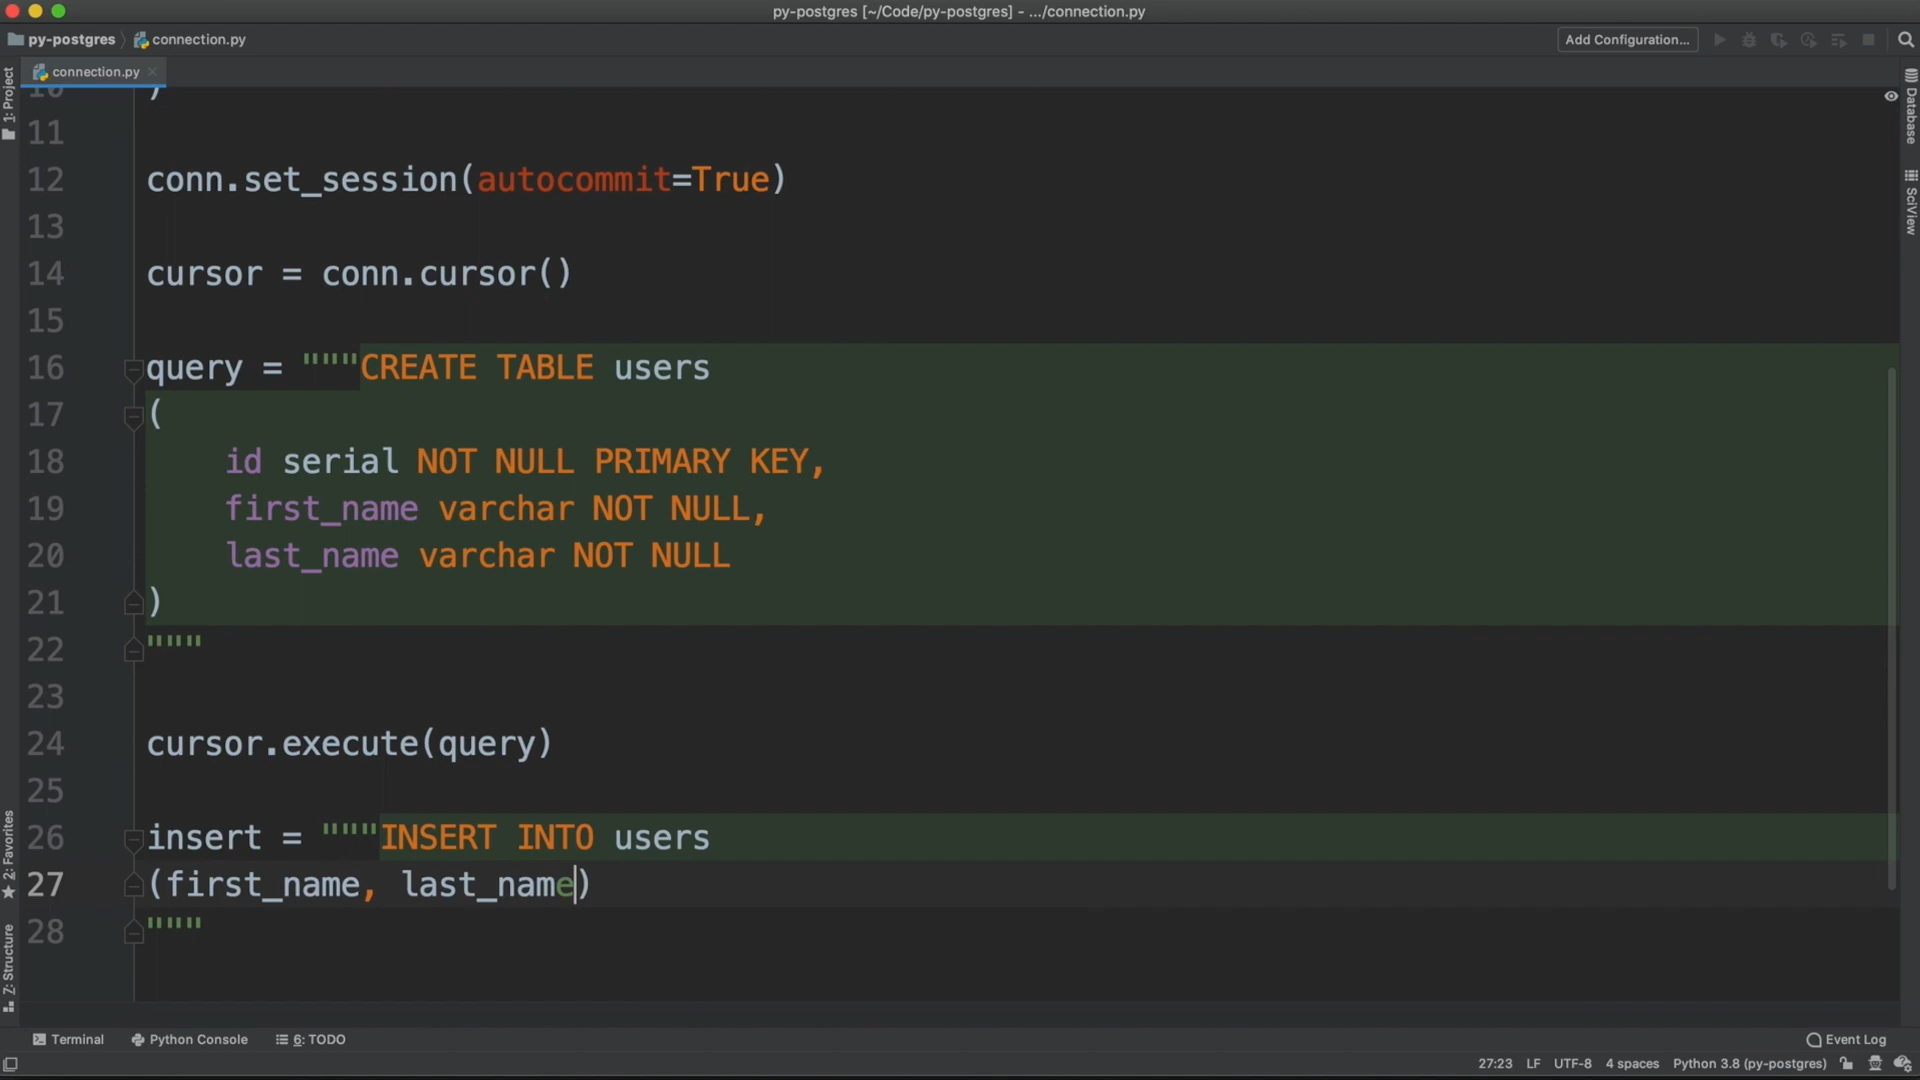 py-postgres [~/Code/py-postgres] - .../connection.py
py-postgres connection.py Add Configuration...
connection.py
1: Project
Database
SciView
10 )
11
12 conn.set_session(autocommit=True)
13
14 cursor = conn.cursor()
15
16 query = """CREATE TABLE users
17 (
18     id serial NOT NULL PRIMARY KEY,
19     first_name varchar NOT NULL,
20     last_name varchar NOT NULL
21 )
22 """
23
24 cursor.execute(query)
25
26 insert = """INSERT INTO users
27 (first_name, last_name)
28 """
2: Favorites
Z: Structure
Terminal Python Console 6: TODO Event Log
27:23 LF UTF-8 4 spaces Python 3.8 (py-postgres)